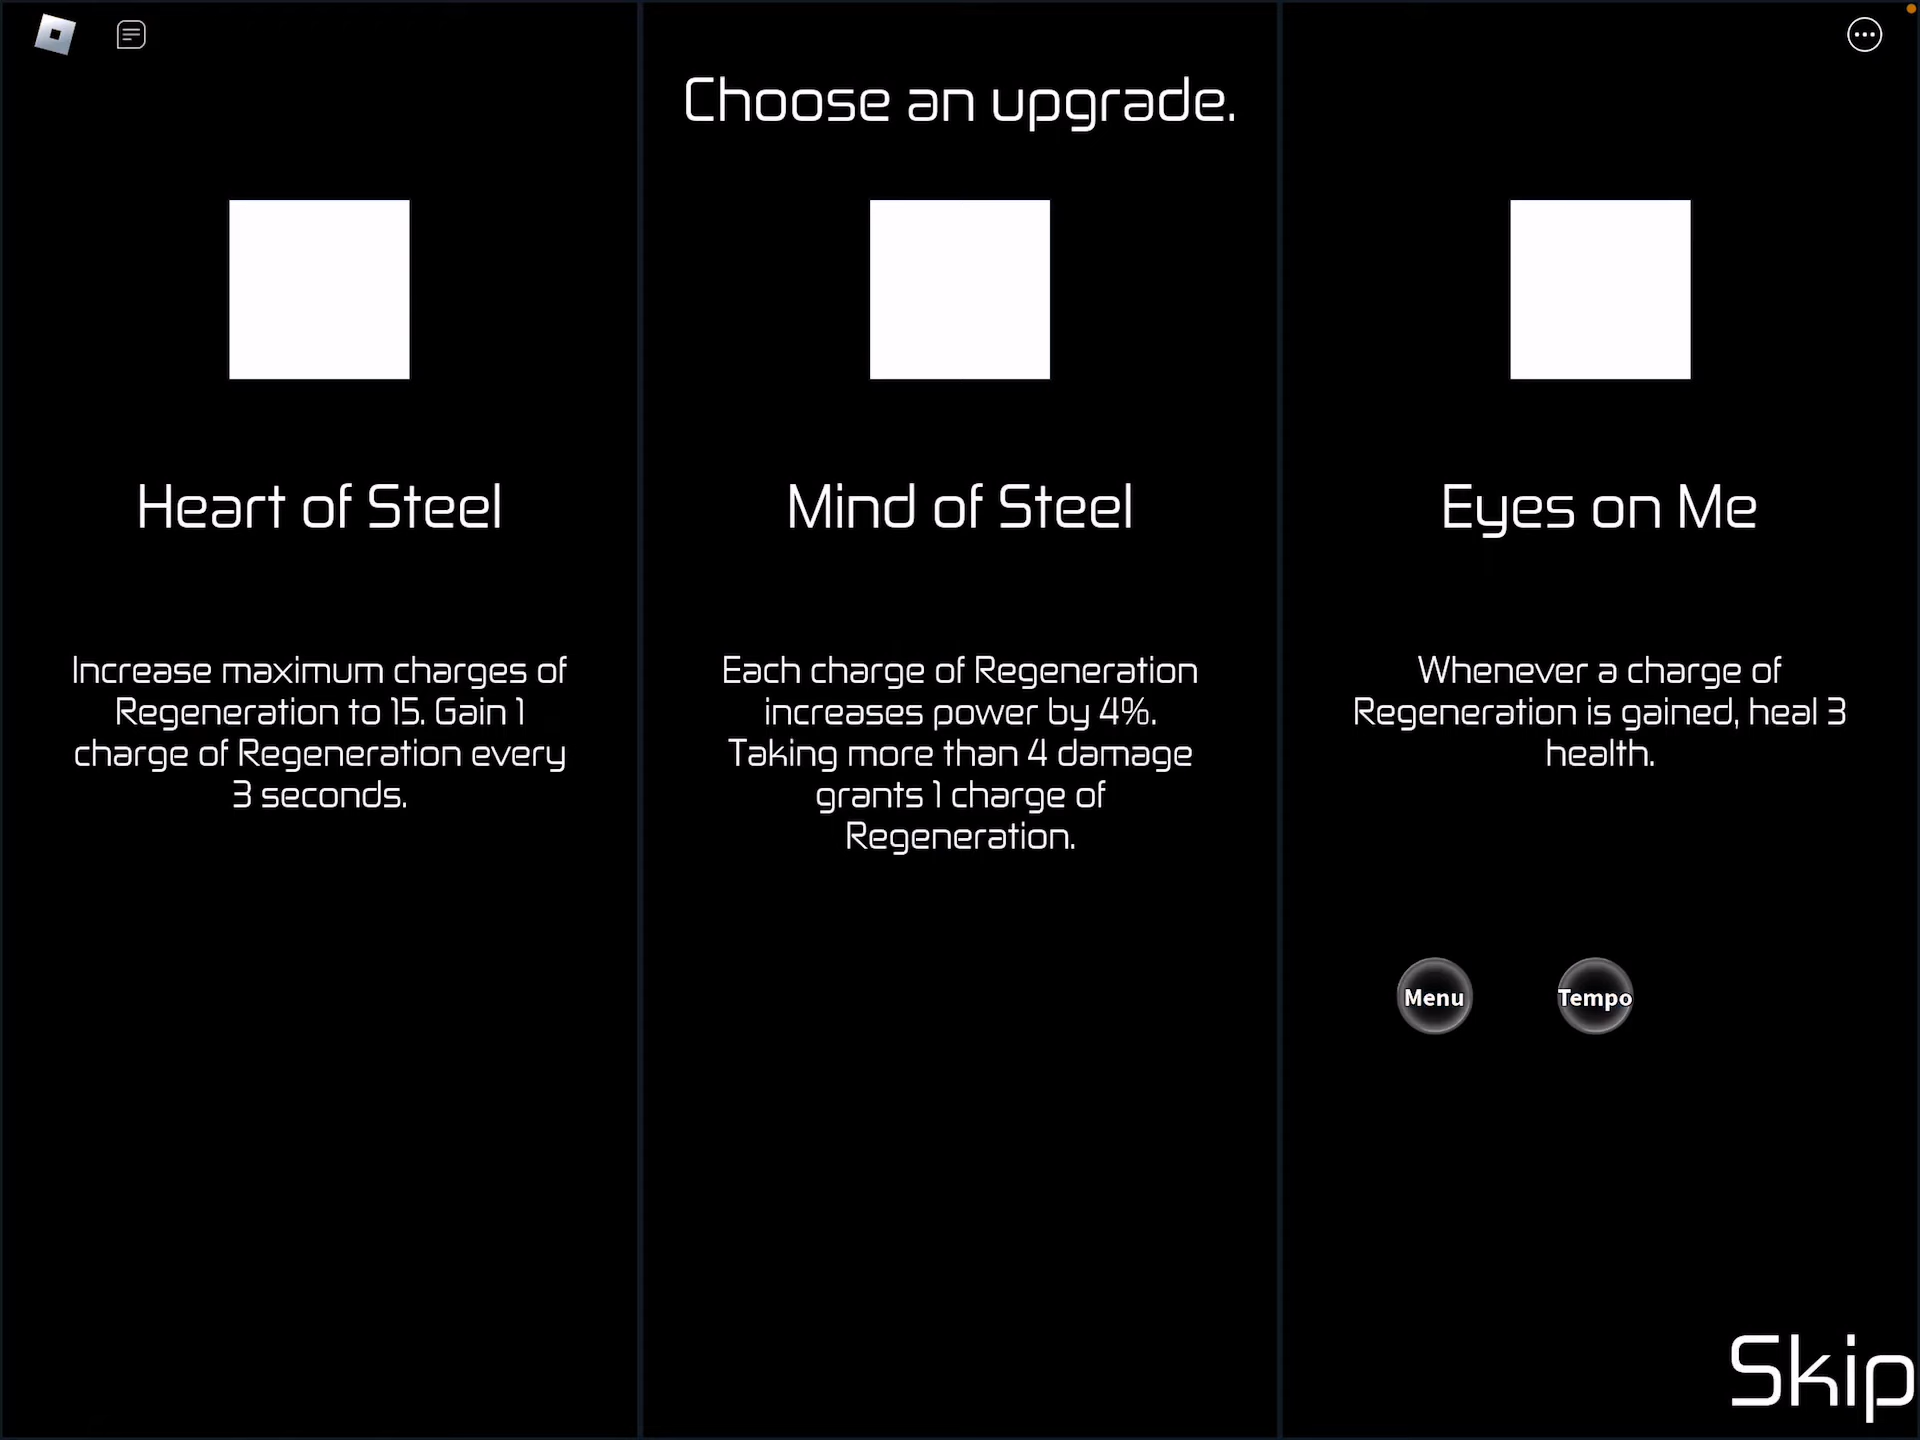 Choose an upgrade.
Heart of Steel
Increase maximum charges of
Regeneration to 15. Gain 1
charge of Regeneration every
3 seconds.
Mind of Steel
Each charge of Regeneration
increases power by 4%.
Taking more than 4 damage
grants 1 charge of
Regeneration.
Eyes on Me
Whenever a charge of
Regeneration is gained, heal 3
health.
Menu
Tempo
Skip